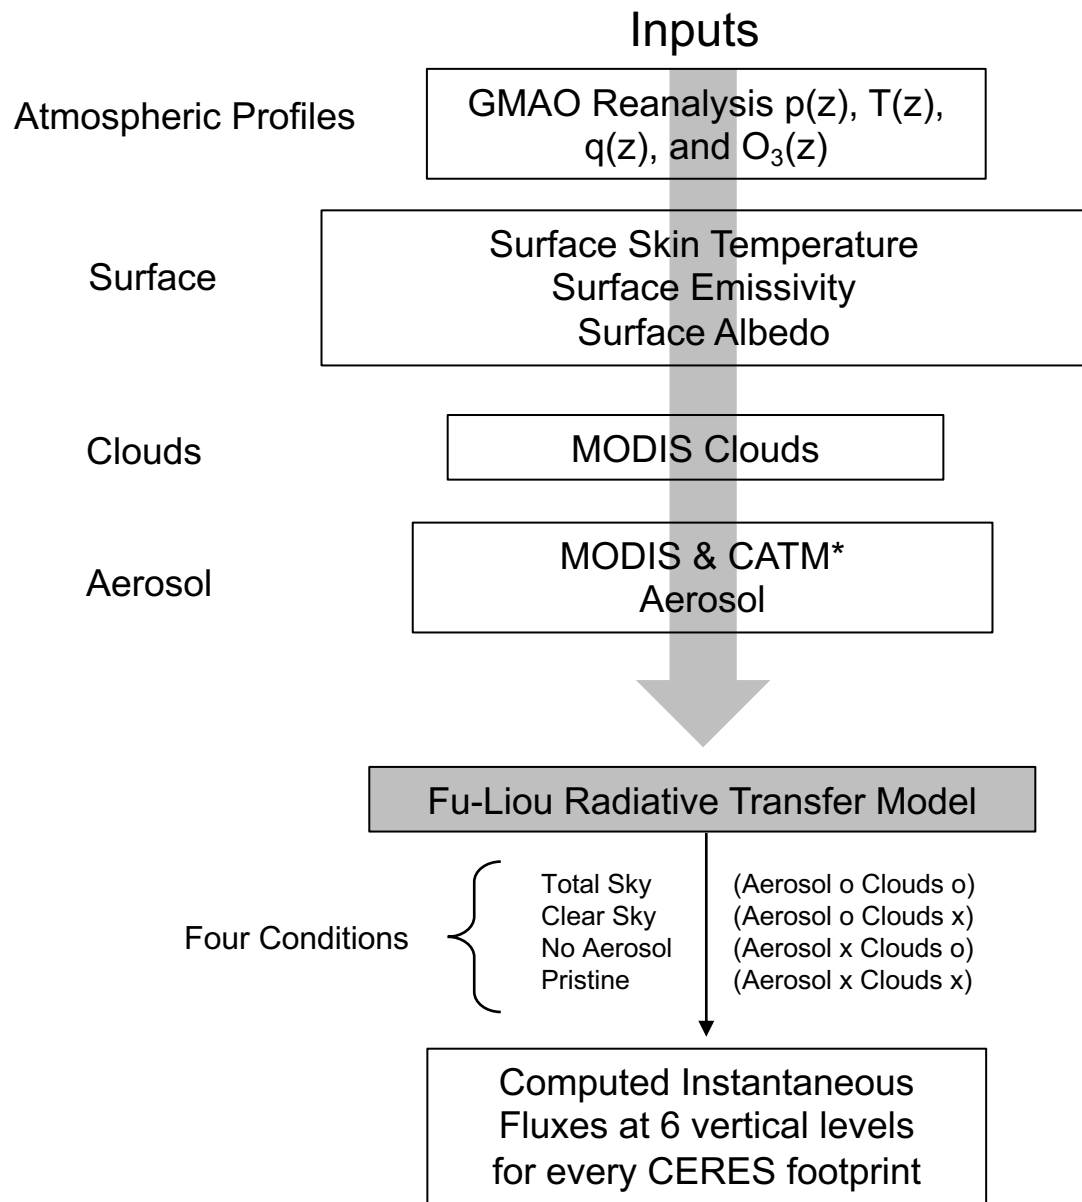 Inputs
Atmospheric Profiles
GMAO Reanalysis p(z), T(z),
q(z), and O₃(z)
Surface
Surface Skin Temperature
Surface Emissivity
Surface Albedo
Clouds
MODIS Clouds
Aerosol
MODIS & CATM*
Aerosol
Fu-Liou Radiative Transfer Model
Four Conditions
Total Sky (Aerosol o Clouds o)
Clear Sky (Aerosol o Clouds x)
No Aerosol (Aerosol x Clouds o)
Pristine (Aerosol x Clouds x)
Computed Instantaneous
Fluxes at 6 vertical levels
for every CERES footprint